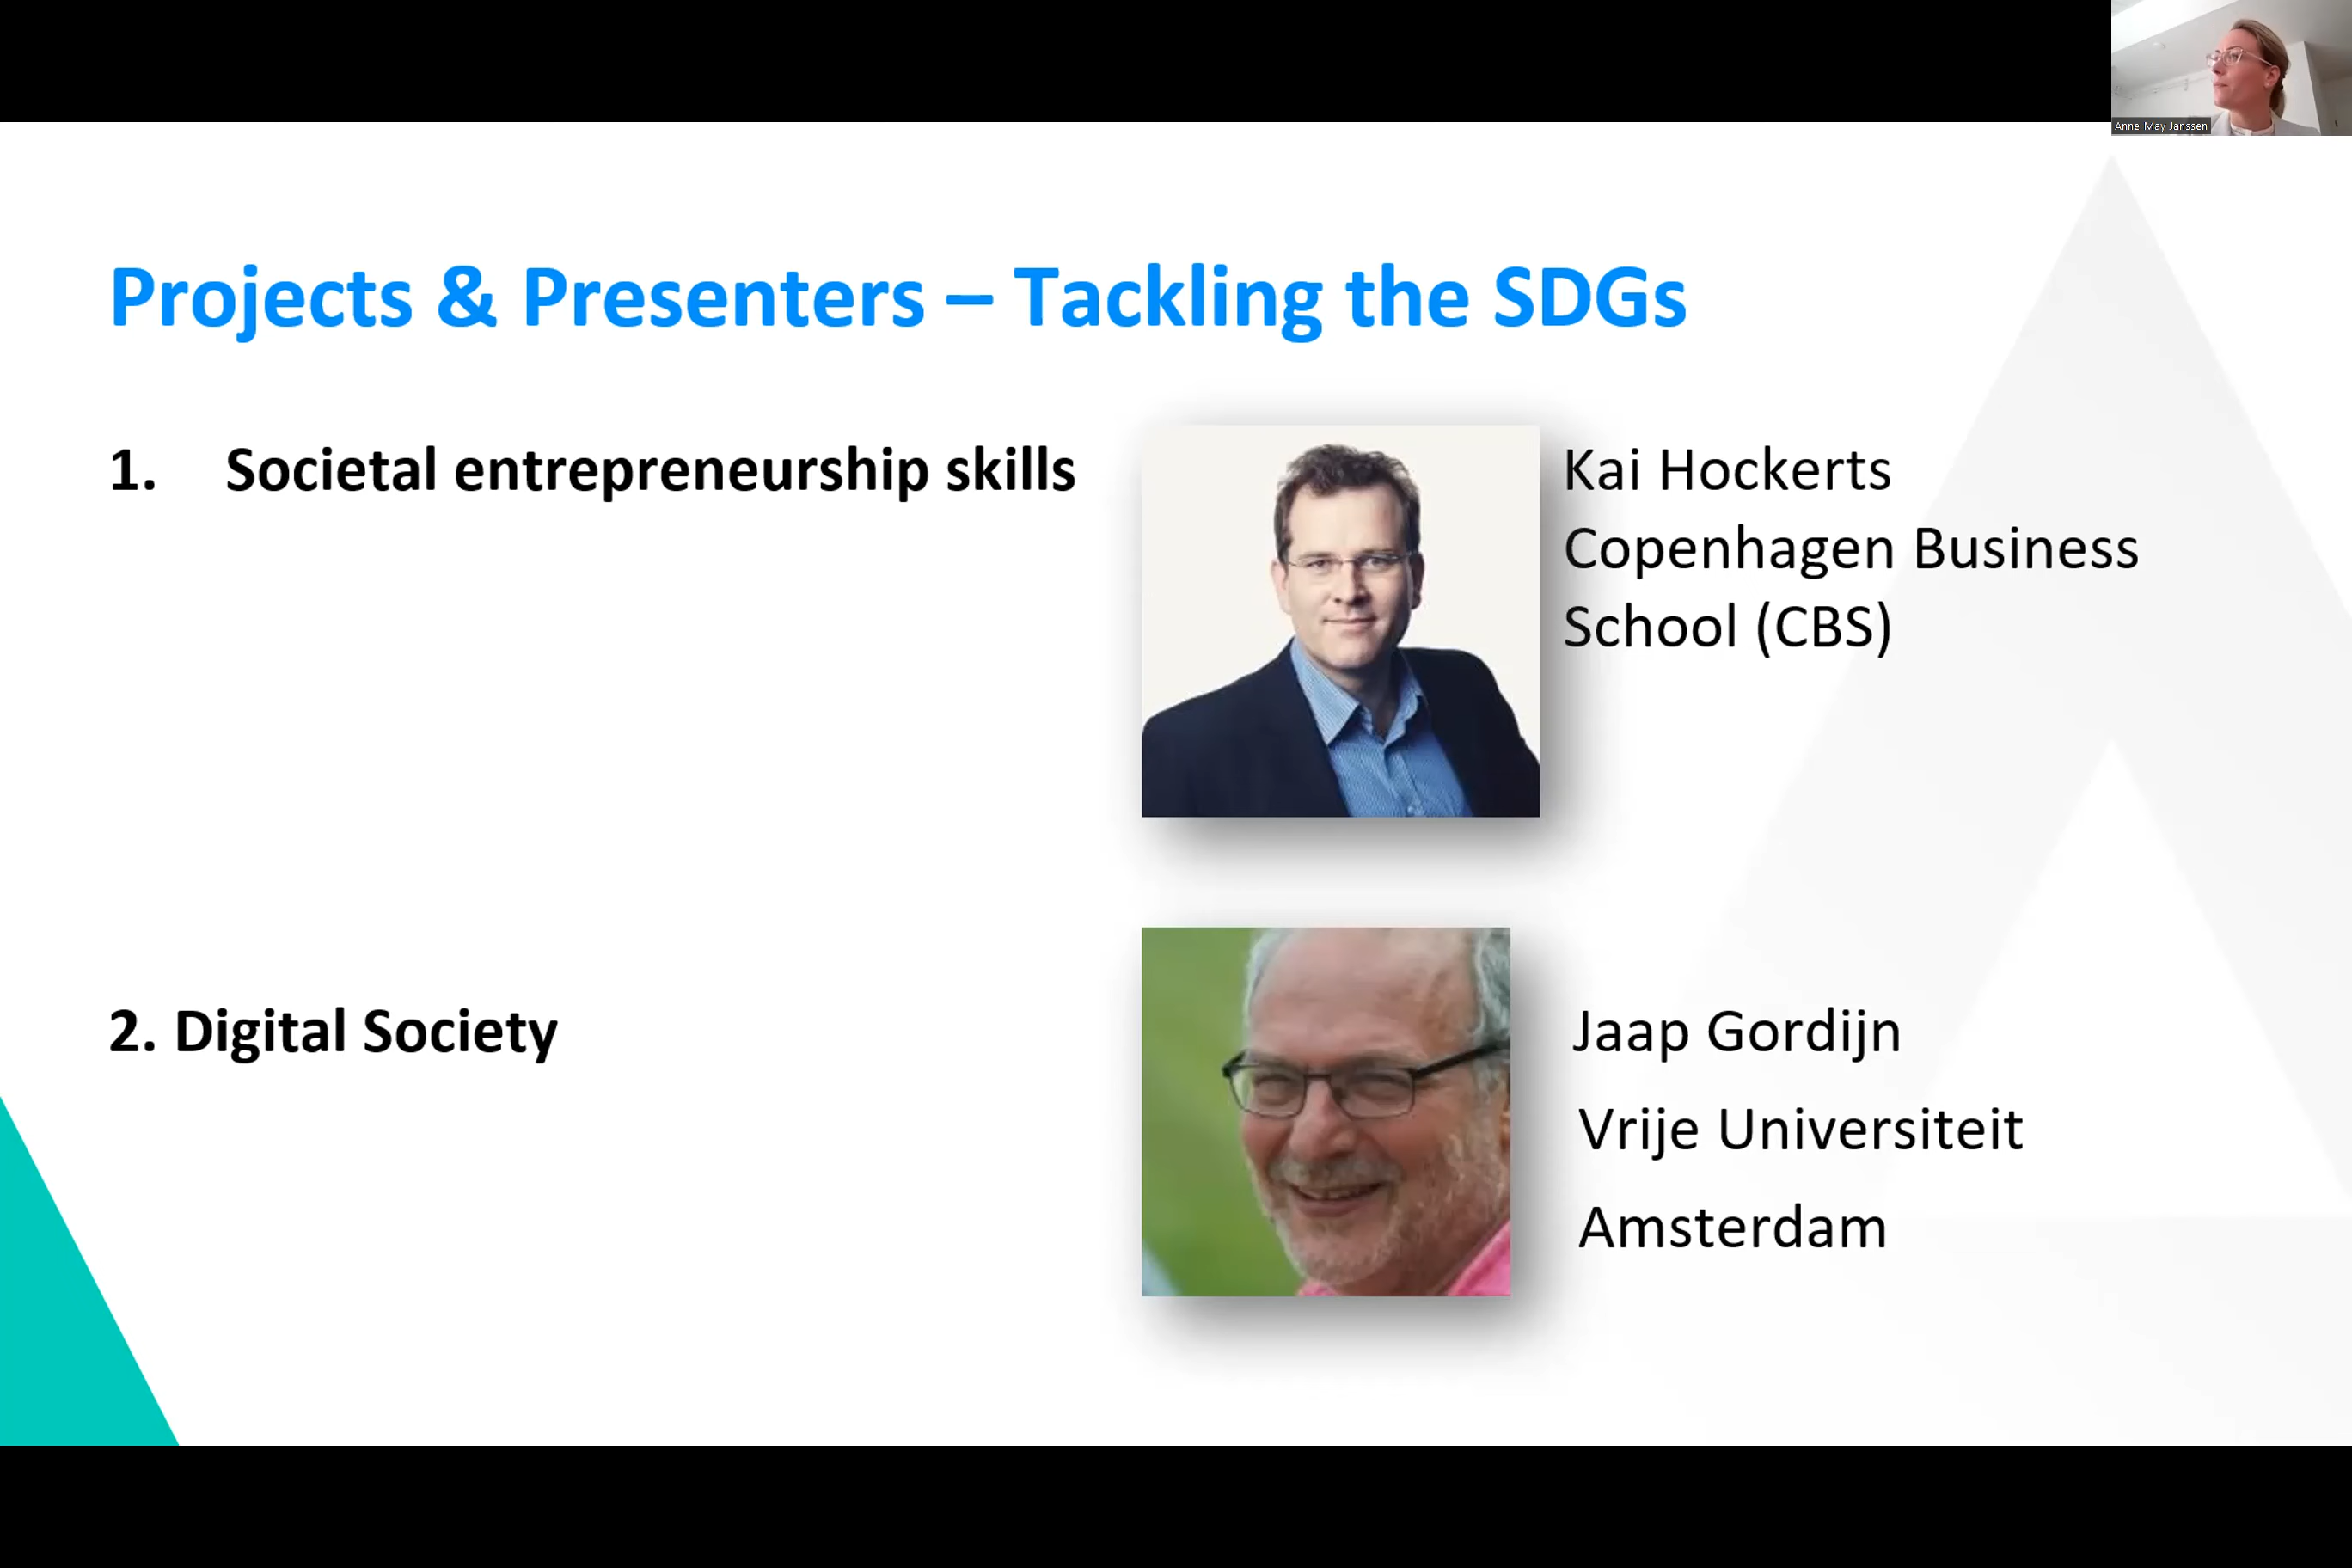 Anne-May Janssen
Projects & Presenters – Tackling the SDGs
1. Societal entrepreneurship skills
Kai Hockerts
Copenhagen Business
School (CBS)
2. Digital Society
Jaap Gordijn
Vrije Universiteit
Amsterdam